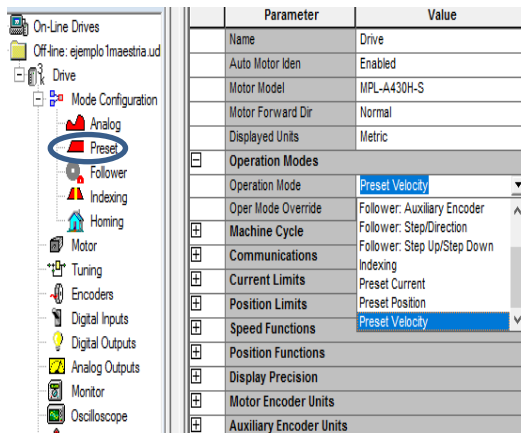 On-Line Drives
Off-line: ejemplo1maestria.ud
Drive
Mode Configuration
Analog
Preset
Follower
Indexing
Homing
Motor
Tuning
Encoders
Digital Inputs
Digital Outputs
Analog Outputs
Monitor
Oscilloscope
Parameter Value
Name Drive
Auto Motor Iden Enabled
Motor Model MPL-A430H-S
Motor Forward Dir Normal
Displayed Units Metric
Operation Modes
Operation Mode Preset Velocity
Oper Mode Override
Machine Cycle
Communications
Current Limits
Position Limits
Speed Functions
Position Functions
Display Precision
Motor Encoder Units
Auxiliary Encoder Units
Follower: Auxiliary Encoder
Follower: Step/Direction
Follower: Step Up/Step Down
Indexing
Preset Current
Preset Position
Preset Velocity